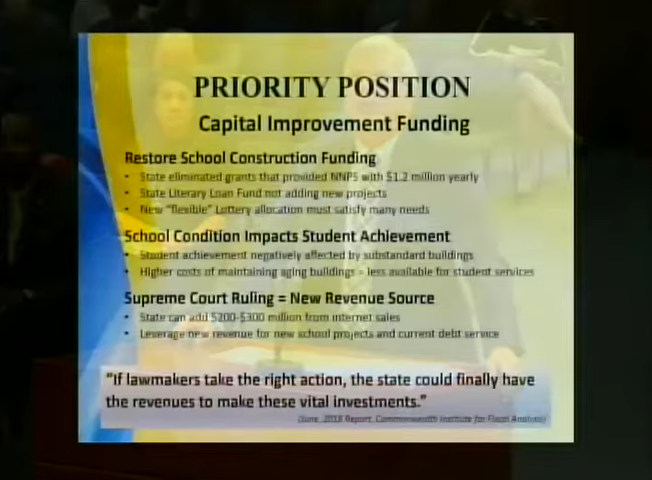 PRIORITY POSITION
Capital Improvement Funding
Restore School Construction Funding
• State eliminated grants that provided NNPS with $1.2 million yearly
• State Literary Loan Fund not adding new projects
• New "flexible" Lottery allocation must satisfy many needs
School Condition Impacts Student Achievement
• Student achievement negatively affected by substandard buildings
• Higher costs of maintaining aging buildings = less available for student services
Supreme Court Ruling = New Revenue Source
• State can add $200-$300 million from internet sales
• Leverage new revenue for new school projects and current debt service
"If lawmakers take the right action, the state could finally have
the revenues to make these vital investments."
(June, 2018 Report, Commonwealth Institute for Fiscal Analysis)